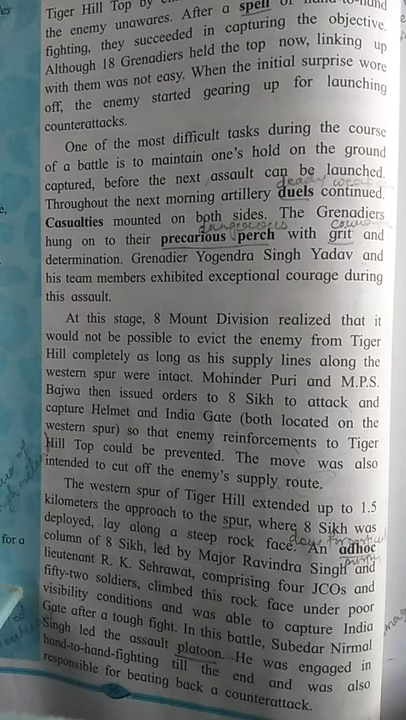 Tiger Hill Top by
the enemy unawares. After a spell of hand-to-hand
fighting, they succeeded in capturing the objective.
Although 18 Grenadiers held the top now, linking up
with them was not easy. When the initial surprise wore
off, the enemy started gearing up for launching
counterattacks.
One of the most difficult tasks during the course
of a battle is to maintain one's hold on the ground
captured, before the next assault can be launched.
Throughout the next morning artillery duels continued.
Casualties mounted on both sides. The Grenadiers
dangerous
hung on to their precarious perch with grit and
determination. Grenadier Yogendra Singh Yadav and
his team members exhibited exceptional courage during
this assault.
At this stage, 8 Mount Division realized that it
would not be possible to evict the enemy from Tiger
Hill completely as long as his supply lines along the
western spur were intact. Mohinder Puri and M.P.S.
Bajwa then issued orders to 8 Sikh to attack and
capture Helmet and India Gate (both located on the
western spur) so that enemy reinforcements to Tiger
Hill Top could be prevented. The move was also
intended to cut off the enemy's supply route.
The western spur of Tiger Hill extended up to 1.5
kilometers the approach to the spur, where 8 Sikh was
deployed, lay along a steep rock face. An adhoc
column of 8 Sikh, led by Major Ravindra Singh and
lieutenant R. K. Sehrawat, comprising four JCOs and
fifty-two soldiers, climbed this rock face under poor
visibility conditions and was able to capture India
Gate after a tough fight. In this battle, Subedar Nirmal
Singh led the assault platoon. He was engaged in
hand-to-hand-fighting till the end and was also
responsible for beating back a counterattack.
for a
56